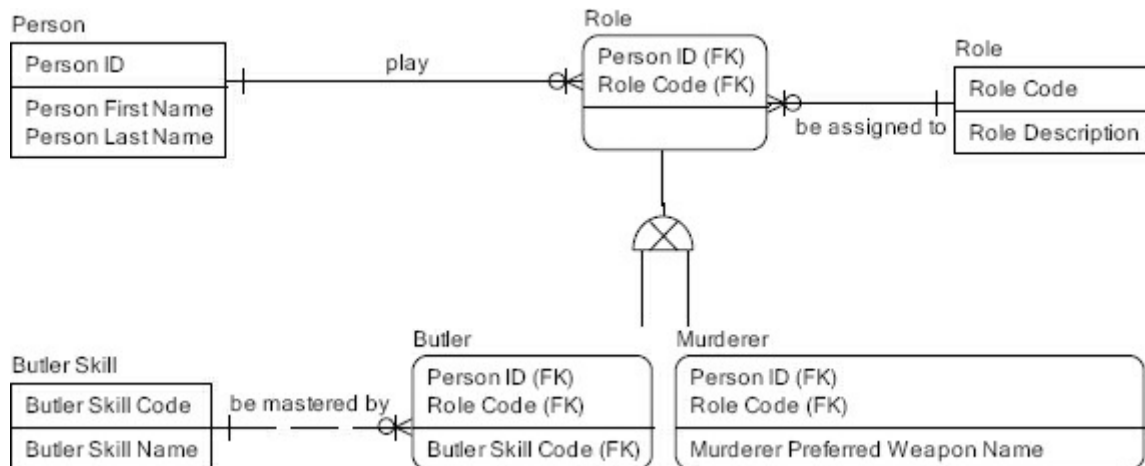 Person
Person ID
Person First Name
Person Last Name
play
Role
Person ID (FK)
Role Code (FK)
be assigned to
Role
Role Code
Role Description
Butler Skill
Butler Skill Code
Butler Skill Name
be mastered by
Butler
Person ID (FK)
Role Code (FK)
Butler Skill Code (FK)
Murderer
Person ID (FK)
Role Code (FK)
Murderer Preferred Weapon Name